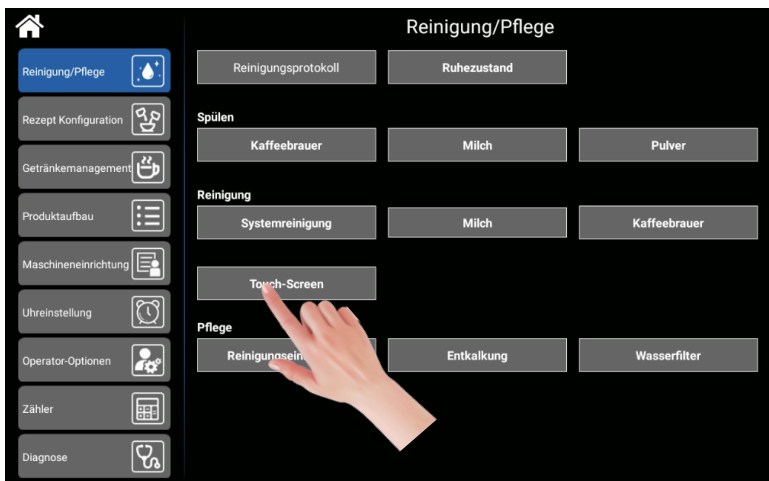 Reinigung/Pflege
Reinigung/Pflege
Rezept Konfiguration
Getränkemanagement
Produktaufbau
Maschineneinrichtung
Uhreinstellung
Operator-Optionen
Zähler
Diagnose
Reinigungsprotokoll
Ruhezustand
Spülen
Kaffeebrauer
Milch
Pulver
Reinigung
Systemreinigung
Milch
Kaffeebrauer
Touch-Screen
Pflege
Entkalkung
Wasserfilter